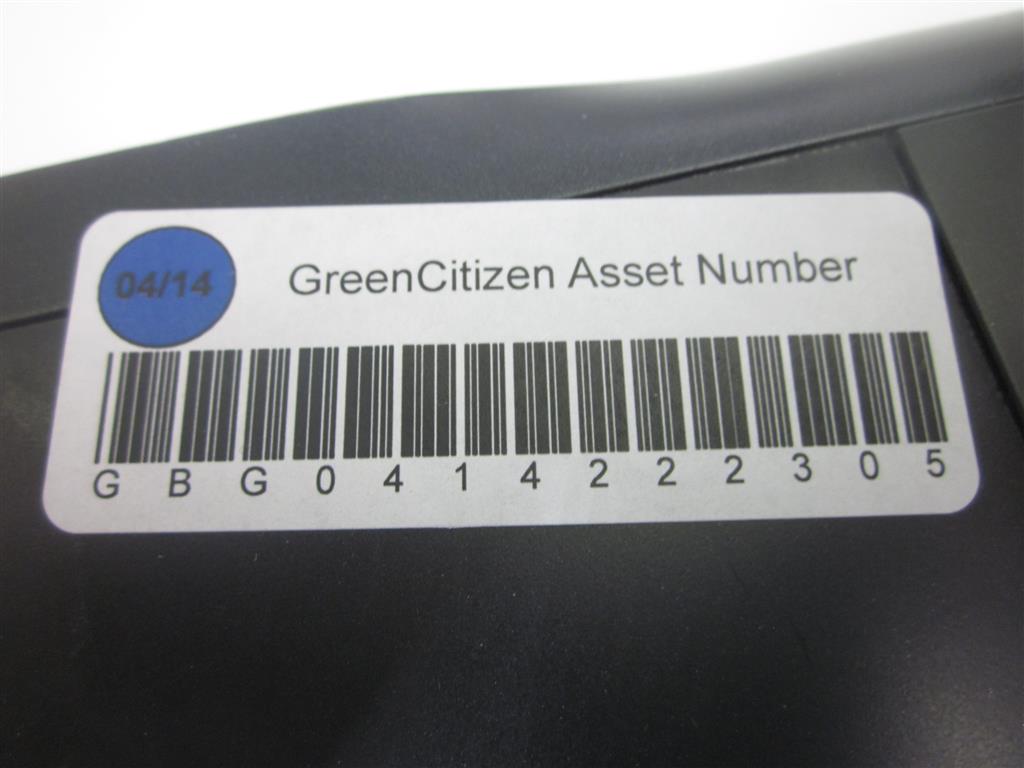 04/14
GreenCitizen Asset Number
G B G 0 4 1 4 2 2 2 3 0 5